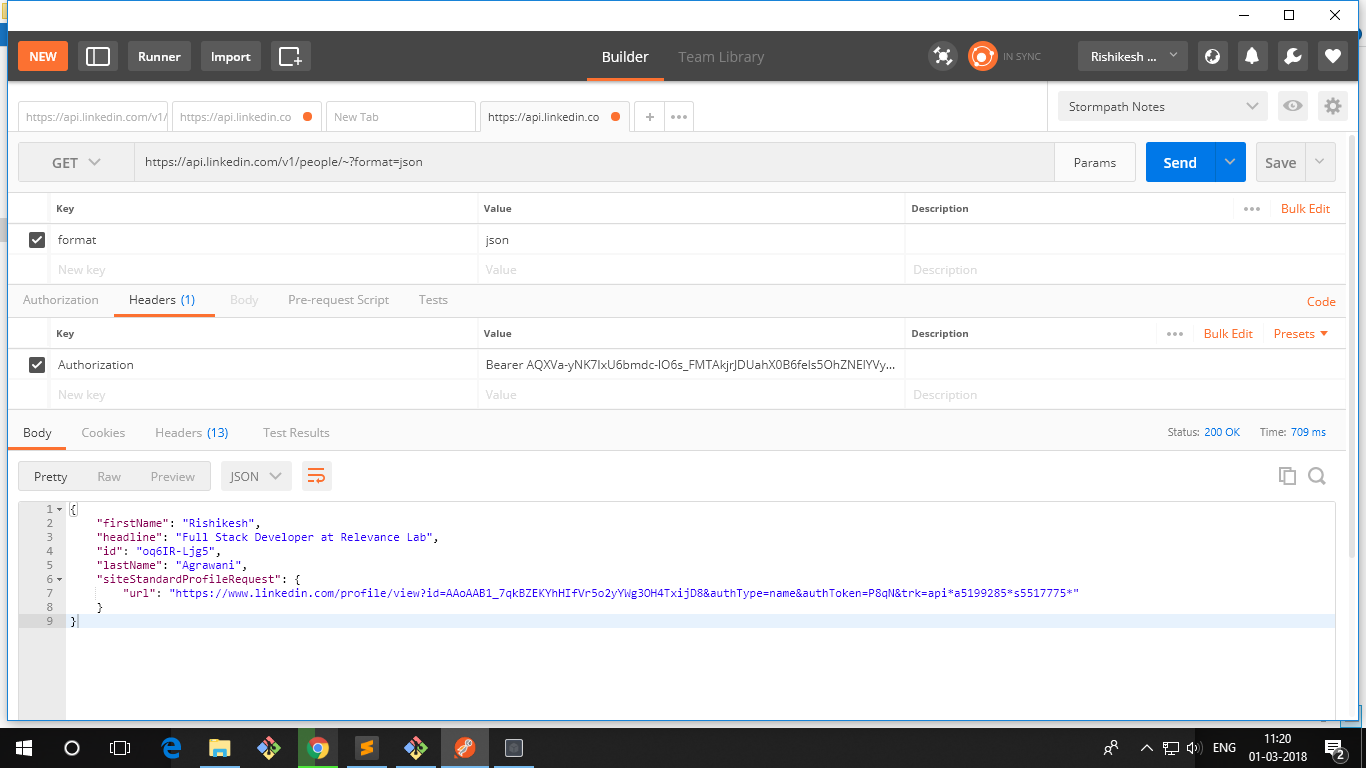 NEW
Runner
Import
Builder
Team Library
IN SYNC
Rishikesh ...
https://api.linkedin.com/v1/
https://api.linkedin.co
New Tab
https://api.linkedin.co
+
•••
Stormpath Notes
GET
https://api.linkedin.com/v1/people/~?format=json
Params
Send
Save
Key
Value
Description
•••
Bulk Edit
format
json
New key
Value
Description
Authorization
Headers (1)
Body
Pre-request Script
Tests
Code
Key
Value
Description
•••
Bulk Edit
Presets
Authorization
Bearer AQXVa-yNK7IxU6bmdc-IO6s_FMTAkjrJDUahX0B6feIs5OhZNEIYVy...
New key
Value
Description
Body
Cookies
Headers (13)
Test Results
Status: 200 OK
Time: 709 ms
Pretty
Raw
Preview
JSON
1 {
2 "firstName": "Rishikesh",
3 "headline": "Full Stack Developer at Relevance Lab",
4 "id": "oq6IR-Ljg5",
5 "lastName": "Agrawani",
6 "siteStandardProfileRequest": {
7 "url": "https://www.linkedin.com/profile/view?id=AAoAAB1_7qkBZEKYhHIfVr5o2yYWg3OH4TxijD8&authType=name&authToken=P8qN&trk=api*a5199285*s5517775*"
8 }
9 }
ENG
11:20
01-03-2018
2